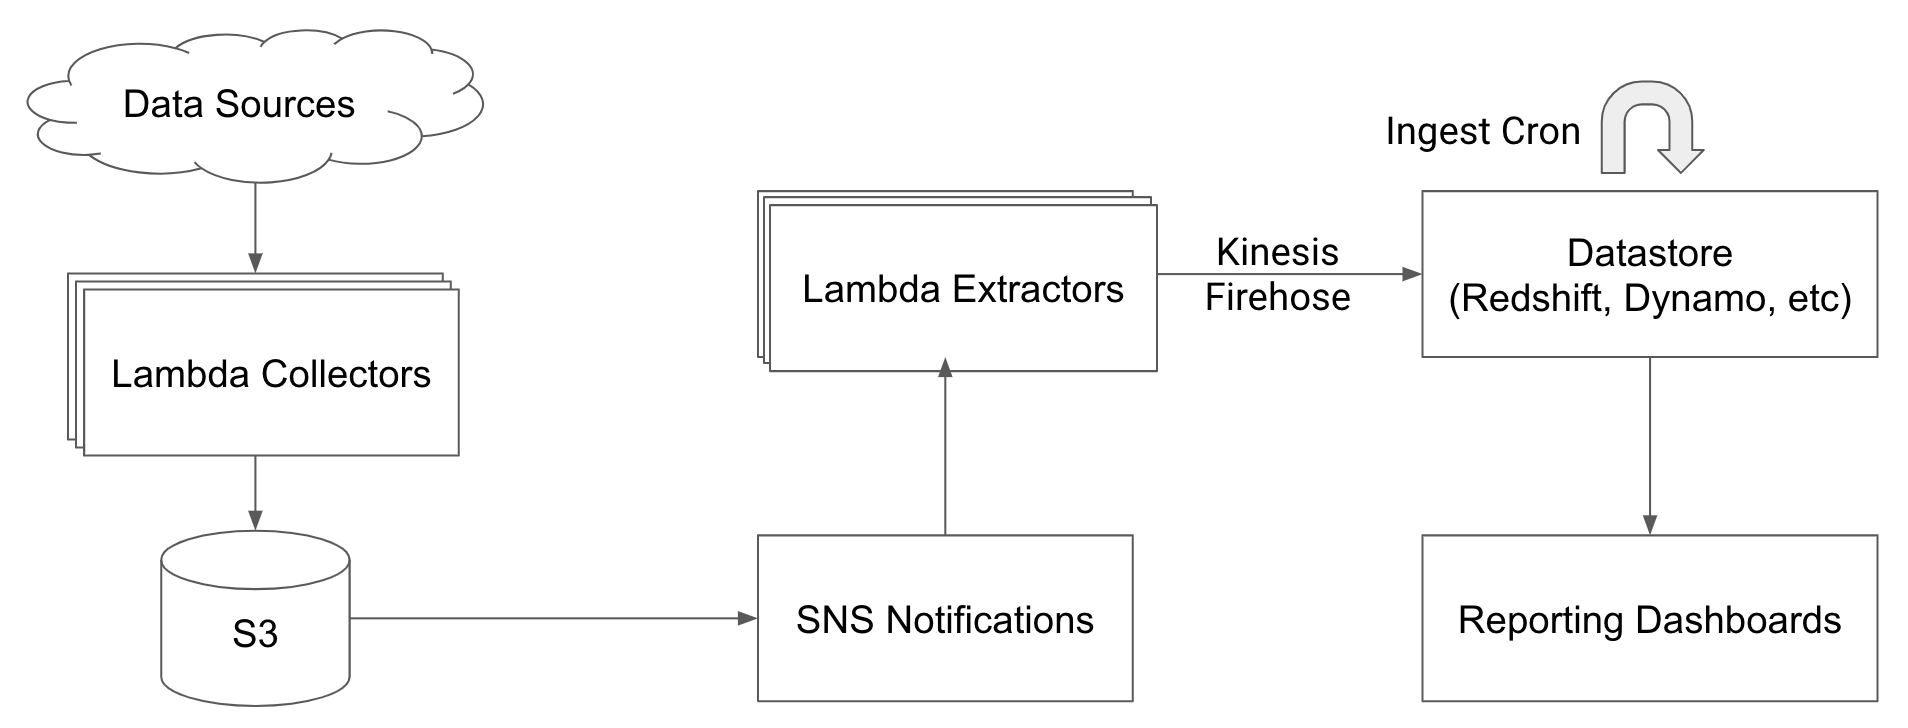 Data Sources
Lambda Collectors
S3
SNS Notifications
Lambda Extractors
Kinesis
Firehose
Ingest Cron
Datastore
(Redshift, Dynamo, etc)
Reporting Dashboards